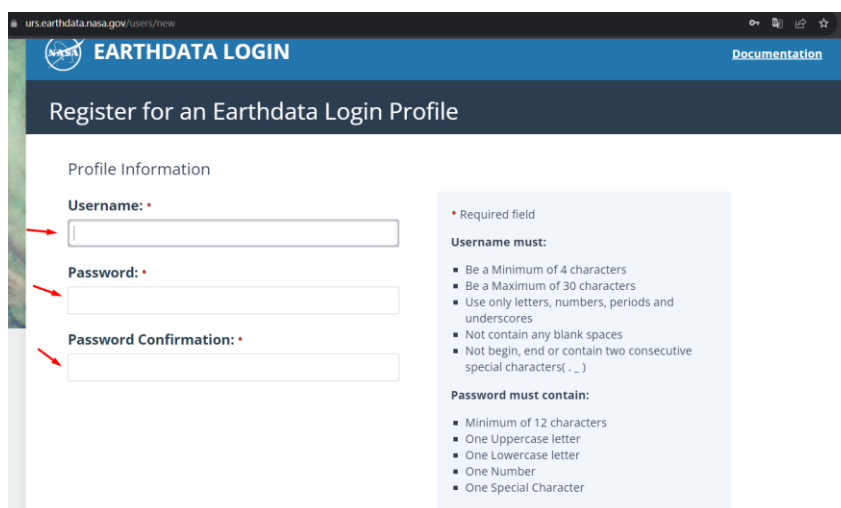 urs.earthdata.nasa.gov/users/new
NASA
EARTHDATA LOGIN
Documentation
Register for an Earthdata Login Profile
Profile Information
Username: •
Password: •
Password Confirmation: •
• Required field
Username must:
▪ Be a Minimum of 4 characters
▪ Be a Maximum of 30 characters
▪ Use only letters, numbers, periods and
underscores
▪ Not contain any blank spaces
▪ Not begin, end or contain two consecutive
special characters( . _ )
Password must contain:
▪ Minimum of 12 characters
▪ One Uppercase letter
▪ One Lowercase letter
▪ One Number
▪ One Special Character